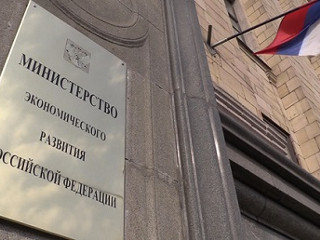 МИНИСТЕРСТВО
ЭКОНОМИЧЕСКОГО
РАЗВИТИЯ
ОССИЙСКОЙ ФЕДЕРАЦИИ